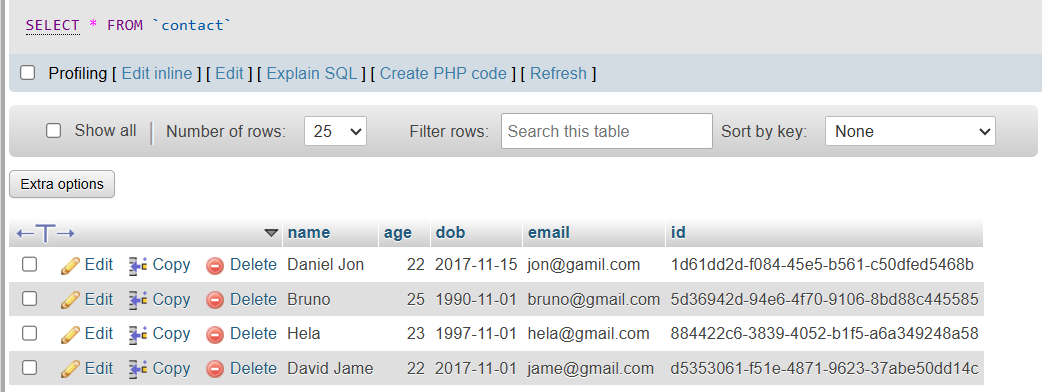 SELECT * FROM `contact`
Profiling [ Edit inline ] [ Edit ] [ Explain SQL ] [ Create PHP code ] [ Refresh ]
Show all Number of rows: 25 Filter rows: Search this table Sort by key: None
Extra options
←T→ name age dob email id
Edit Copy Delete Daniel Jon 22 2017-11-15 jon@gamil.com 1d61dd2d-f084-45e5-b561-c50dfed5468b
Edit Copy Delete Bruno 25 1990-11-01 bruno@gmail.com 5d36942d-94e6-4f70-9106-8bd88c445585
Edit Copy Delete Hela 23 1997-11-01 hela@gmail.com 884422c6-3839-4052-b1f5-a6a349248a58
Edit Copy Delete David Jame 22 2017-11-01 jame@gmail.com d5353061-f51e-4871-9623-37abe50dd14c